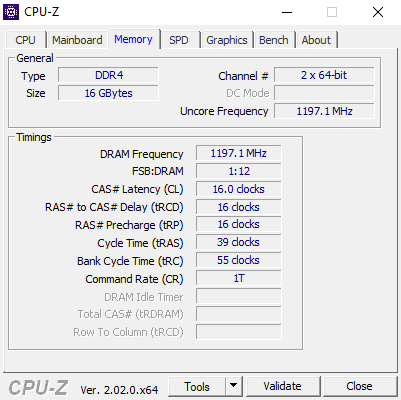 CPU-Z
CPU Mainboard Memory SPD Graphics Bench About
General
Type DDR4 Channel # 2 x 64-bit
Size 16 GBytes DC Mode
Uncore Frequency 1197.1 MHz
Timings
DRAM Frequency 1197.1 MHz
FSB:DRAM 1:12
CAS# Latency (CL) 16.0 clocks
RAS# to CAS# Delay (tRCD) 16 clocks
RAS# Precharge (tRP) 16 clocks
Cycle Time (tRAS) 39 clocks
Bank Cycle Time (tRC) 55 clocks
Command Rate (CR) 1T
DRAM Idle Timer
Total CAS# (tRDRAM)
Row To Column (tRCD)
CPU-Z Ver. 2.02.0.x64 Tools Validate Close